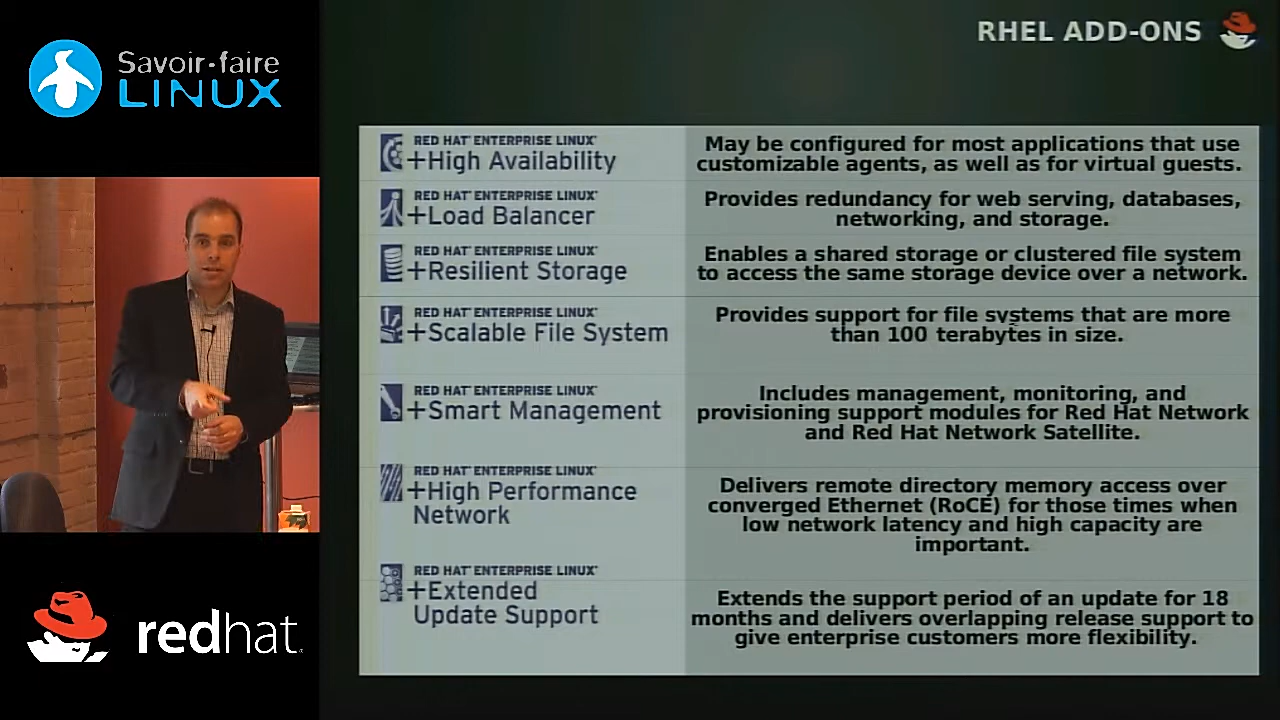 Savoir-faire
LINUX
RHEL ADD-ONS
RED HAT ENTERPRISE LINUX
+High Availability
May be configured for most applications that use
customizable agents, as well as for virtual guests.
RED HAT ENTERPRISE LINUX
+Load Balancer
Provides redundancy for web serving, databases,
networking, and storage.
RED HAT ENTERPRISE LINUX
+Resilient Storage
Enables a shared storage or clustered file system
to access the same storage device over a network.
RED HAT ENTERPRISE LINUX
+Scalable File System
Provides support for file systems that are more
than 100 terabytes in size.
RED HAT ENTERPRISE LINUX
+Smart Management
Includes management, monitoring, and
provisioning support modules for Red Hat Network
and Red Hat Network Satellite.
RED HAT ENTERPRISE LINUX
+High Performance
Network
Delivers remote directory memory access over
converged Ethernet (RoCE) for those times when
low network latency and high capacity are
important.
RED HAT ENTERPRISE LINUX
+Extended
Update Support
Extends the support period of an update for 18
months and delivers overlapping release support to
give enterprise customers more flexibility.
redhat